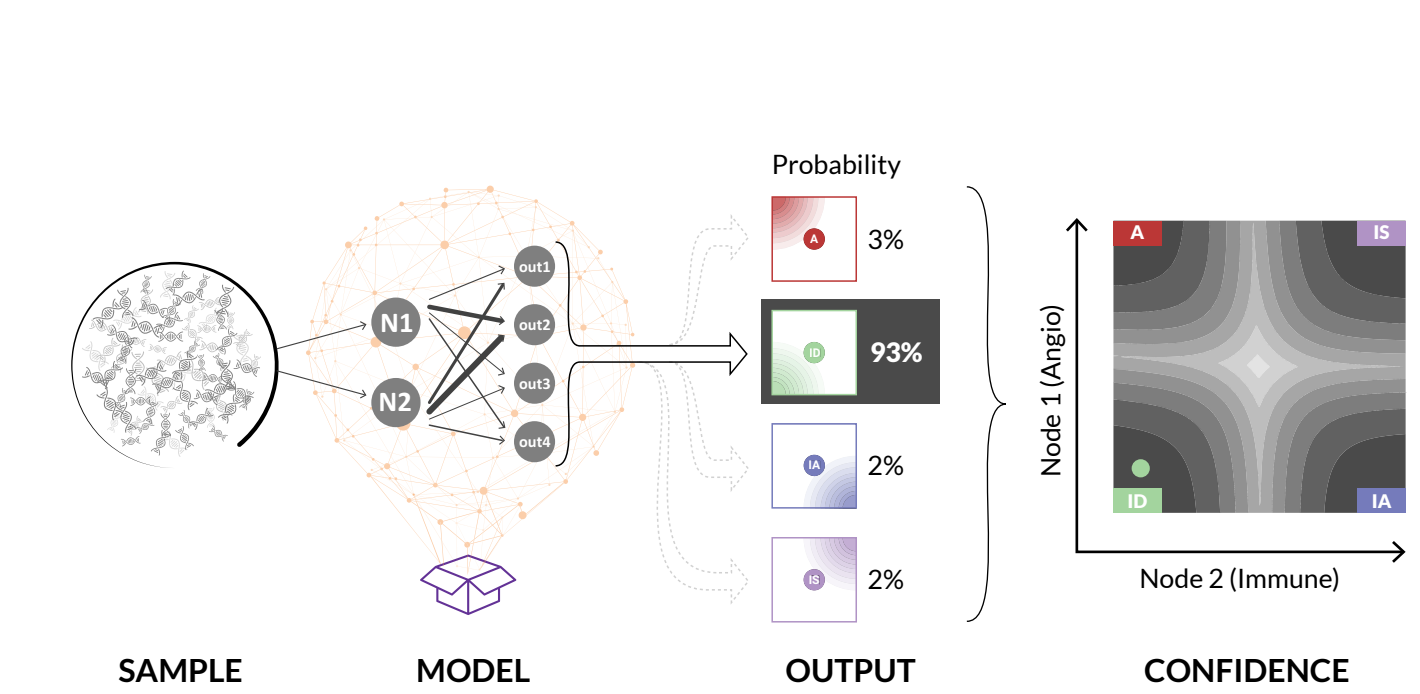 Probability
N1
N2
out1
out2
out3
out4
A
3%
ID
93%
IA
2%
IS
2%
Node 1 (Angio)
A
IS
ID
IA
Node 2 (Immune)
SAMPLE
MODEL
OUTPUT
CONFIDENCE